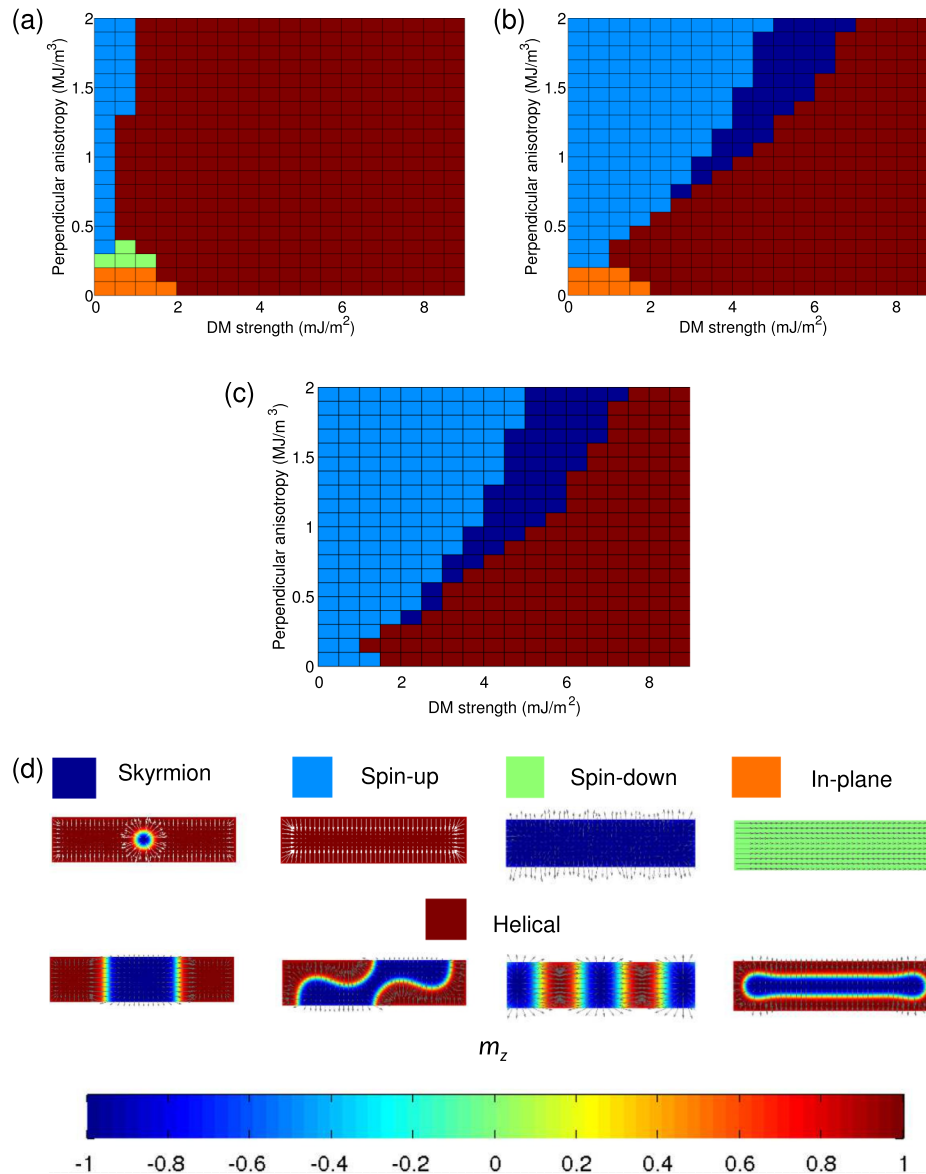 (a)
Perpendicular anisotropy (MJ/m³)
2
1.5
1
0.5
0
0 2 4 6 8
DM strength (mJ/m²)
(b)
Perpendicular anisotropy (MJ/m³)
2
1.5
1
0.5
0
0 2 4 6 8
DM strength (mJ/m²)
(c)
Perpendicular anisotropy (MJ/m³)
2
1.5
1
0.5
0
0 2 4 6 8
DM strength (mJ/m²)
(d)
Skyrmion
Spin-up
Spin-down
In-plane
Helical
m_z
-1 -0.8 -0.6 -0.4 -0.2 0 0.2 0.4 0.6 0.8 1